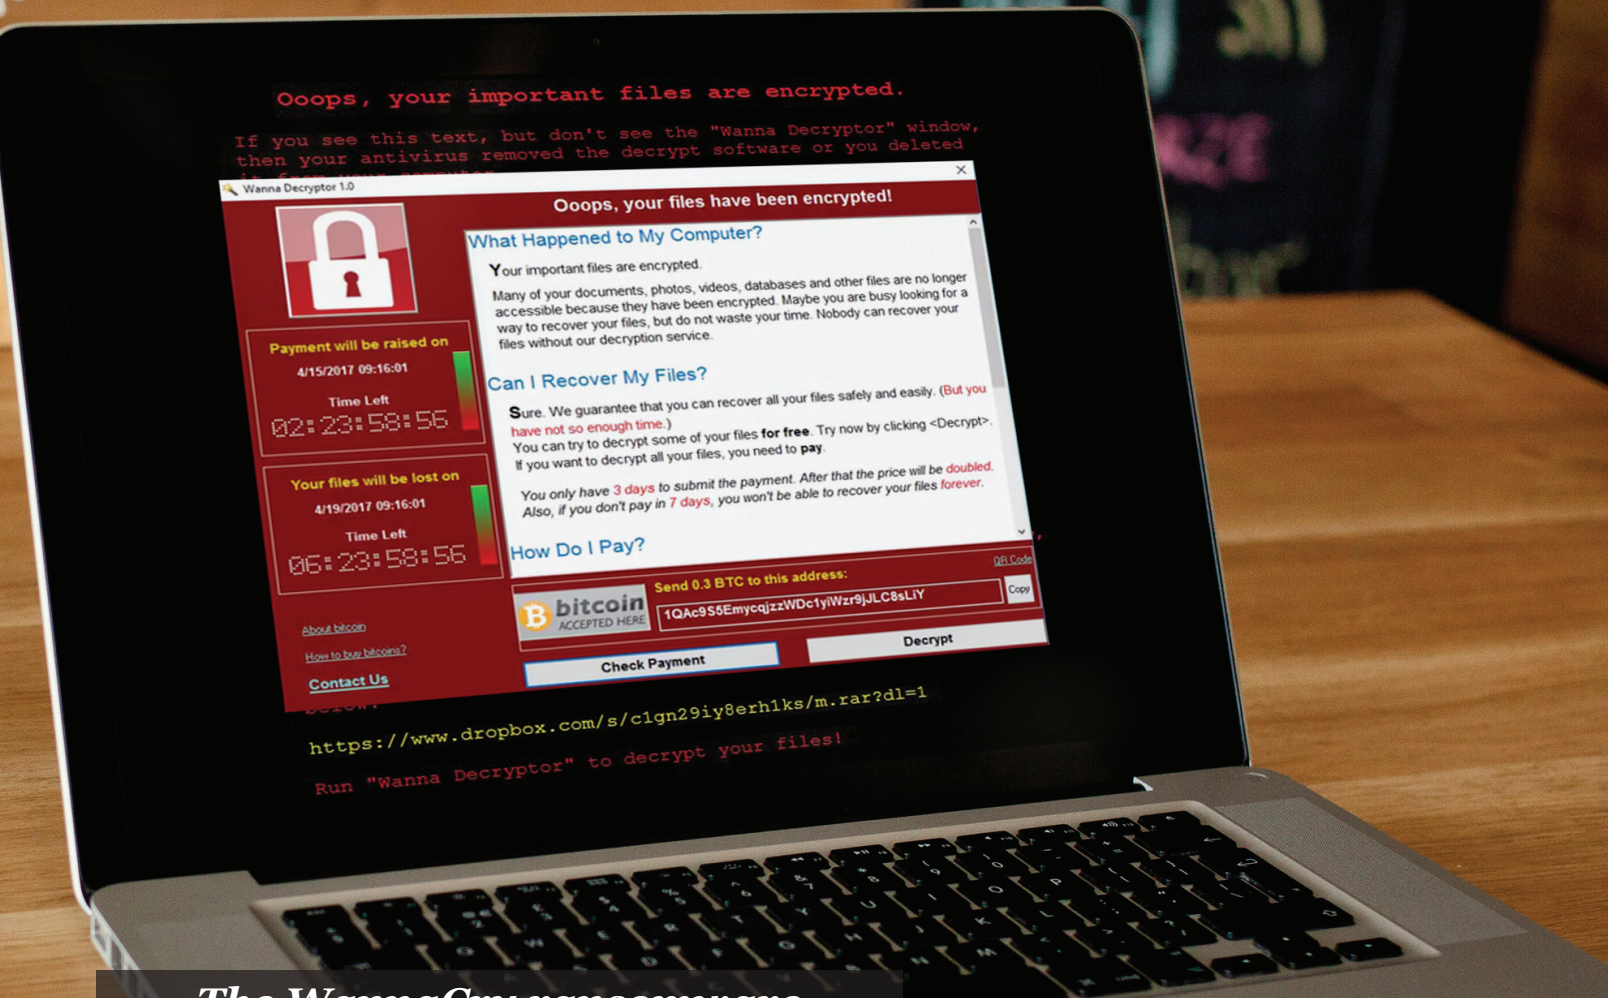 Ooops, your important files are encrypted.
If you see this text, but don't see the "Wanna Decryptor" window,
then your antivirus removed the decrypt software or you deleted
it from your computer.
Wanna Decryptor 1.0
Ooops, your files have been encrypted!
Payment will be raised on
4/15/2017 09:16:01
Time Left
02:23:58:56
Your files will be lost on
4/19/2017 09:16:01
Time Left
06:23:58:56
About bitcoin
How to buy bitcoins?
Contact Us
What Happened to My Computer?
Your important files are encrypted.
Many of your documents, photos, videos, databases and other files are no longer
accessible because they have been encrypted. Maybe you are busy looking for a
way to recover your files, but do not waste your time. Nobody can recover your
files without our decryption service.
Can I Recover My Files?
Sure. We guarantee that you can recover all your files safely and easily. (But you
have not so enough time.)
You can try to decrypt some of your files for free. Try now by clicking <Decrypt>.
If you want to decrypt all your files, you need to pay.
You only have 3 days to submit the payment. After that the price will be doubled.
Also, if you don't pay in 7 days, you won't be able to recover your files forever.
How Do I Pay?
bitcoin
ACCEPTED HERE
Send 0.3 BTC to this address:
QR Code
1QAc9S5EmycqjzzWDc1yiWzr9jJLC8sLiY
Copy
Check Payment
Decrypt
below.
https://www.dropbox.com/s/c1gn29iy8erh1ks/m.rar?dl=1
Run "Wanna Decryptor" to decrypt your files!
The WannaCry ransomware